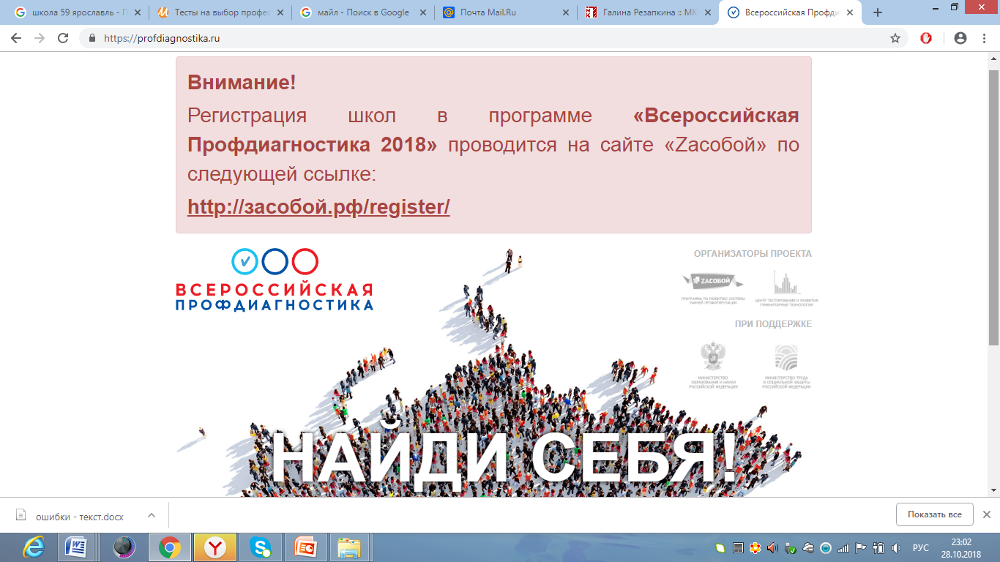 школа 59 ярославль - П
Тесты на выбор профес
майл - Поиск в Google
Почта Mail.Ru
Галина Резапкина :: МК
Всероссийская Профди
https://profdiagnostika.ru
Внимание!
Регистрация школ в программе «Всероссийская
Профдиагностика 2018» проводится на сайте «Zасобой» по
следующей ссылке:
http://засобой.рф/register/
ВСЕРОССИЙСКАЯ
ПРОФДИАГНОСТИКА
ОРГАНИЗАТОРЫ ПРОЕКТА
ZАСОБОЙ
ПРОГРАММА ПО РАЗВИТИЮ СИСТЕМЫ
РАННЕЙ ПРОФОРИЕНТАЦИИ
ЦЕНТР ТЕСТИРОВАНИЯ И РАЗВИТИЯ
ГУМАНИТАРНЫЕ ТЕХНОЛОГИИ
ПРИ ПОДДЕРЖКЕ
МИНИСТЕРСТВО
ОБРАЗОВАНИЯ И НАУКИ
РОССИЙСКОЙ ФЕДЕРАЦИИ
МИНИСТЕРСТВО ТРУДА
И СОЦИАЛЬНОЙ ЗАЩИТЫ
РОССИЙСКОЙ ФЕДЕРАЦИИ
НАЙДИ СЕБЯ!
ошибки - текст.docx
Показать все
РУС
23:02
28.10.2018